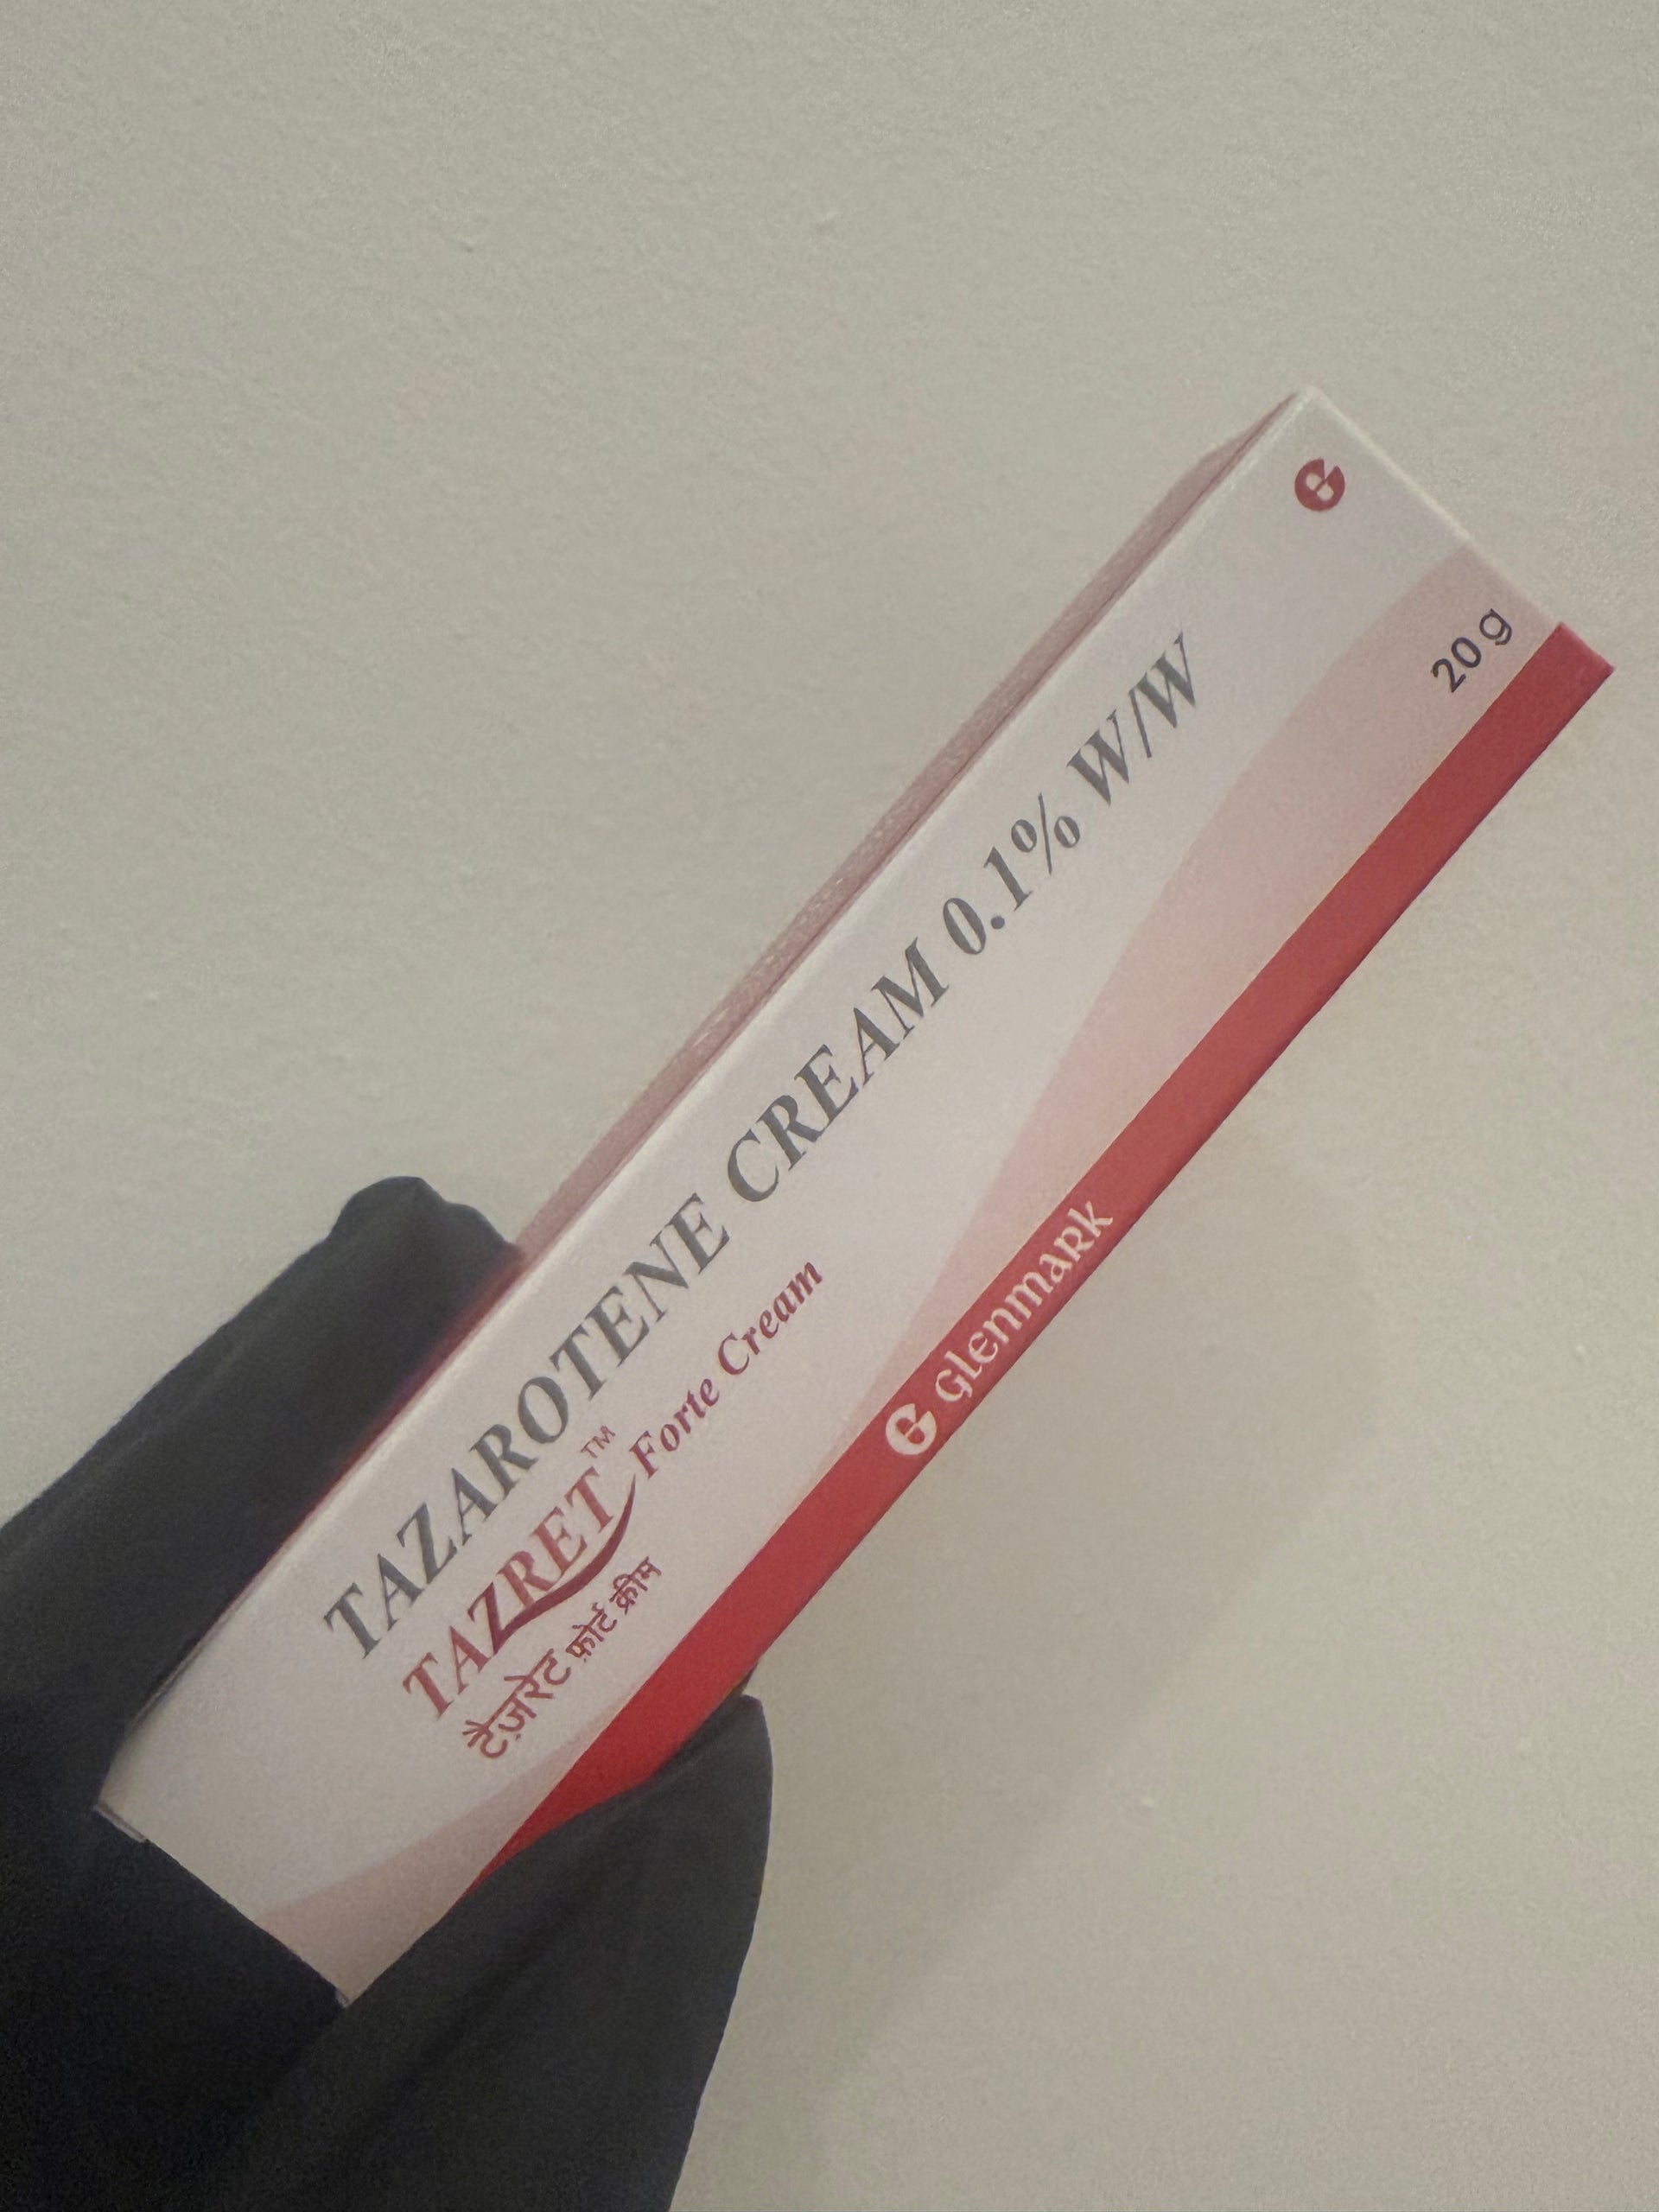 TAZAROTENE CREAM 0.1% W/W
TAZRET™ Forte Cream
टैज़रेट फ़ोर्ट क्रीम
20 g
G Glenmark
G